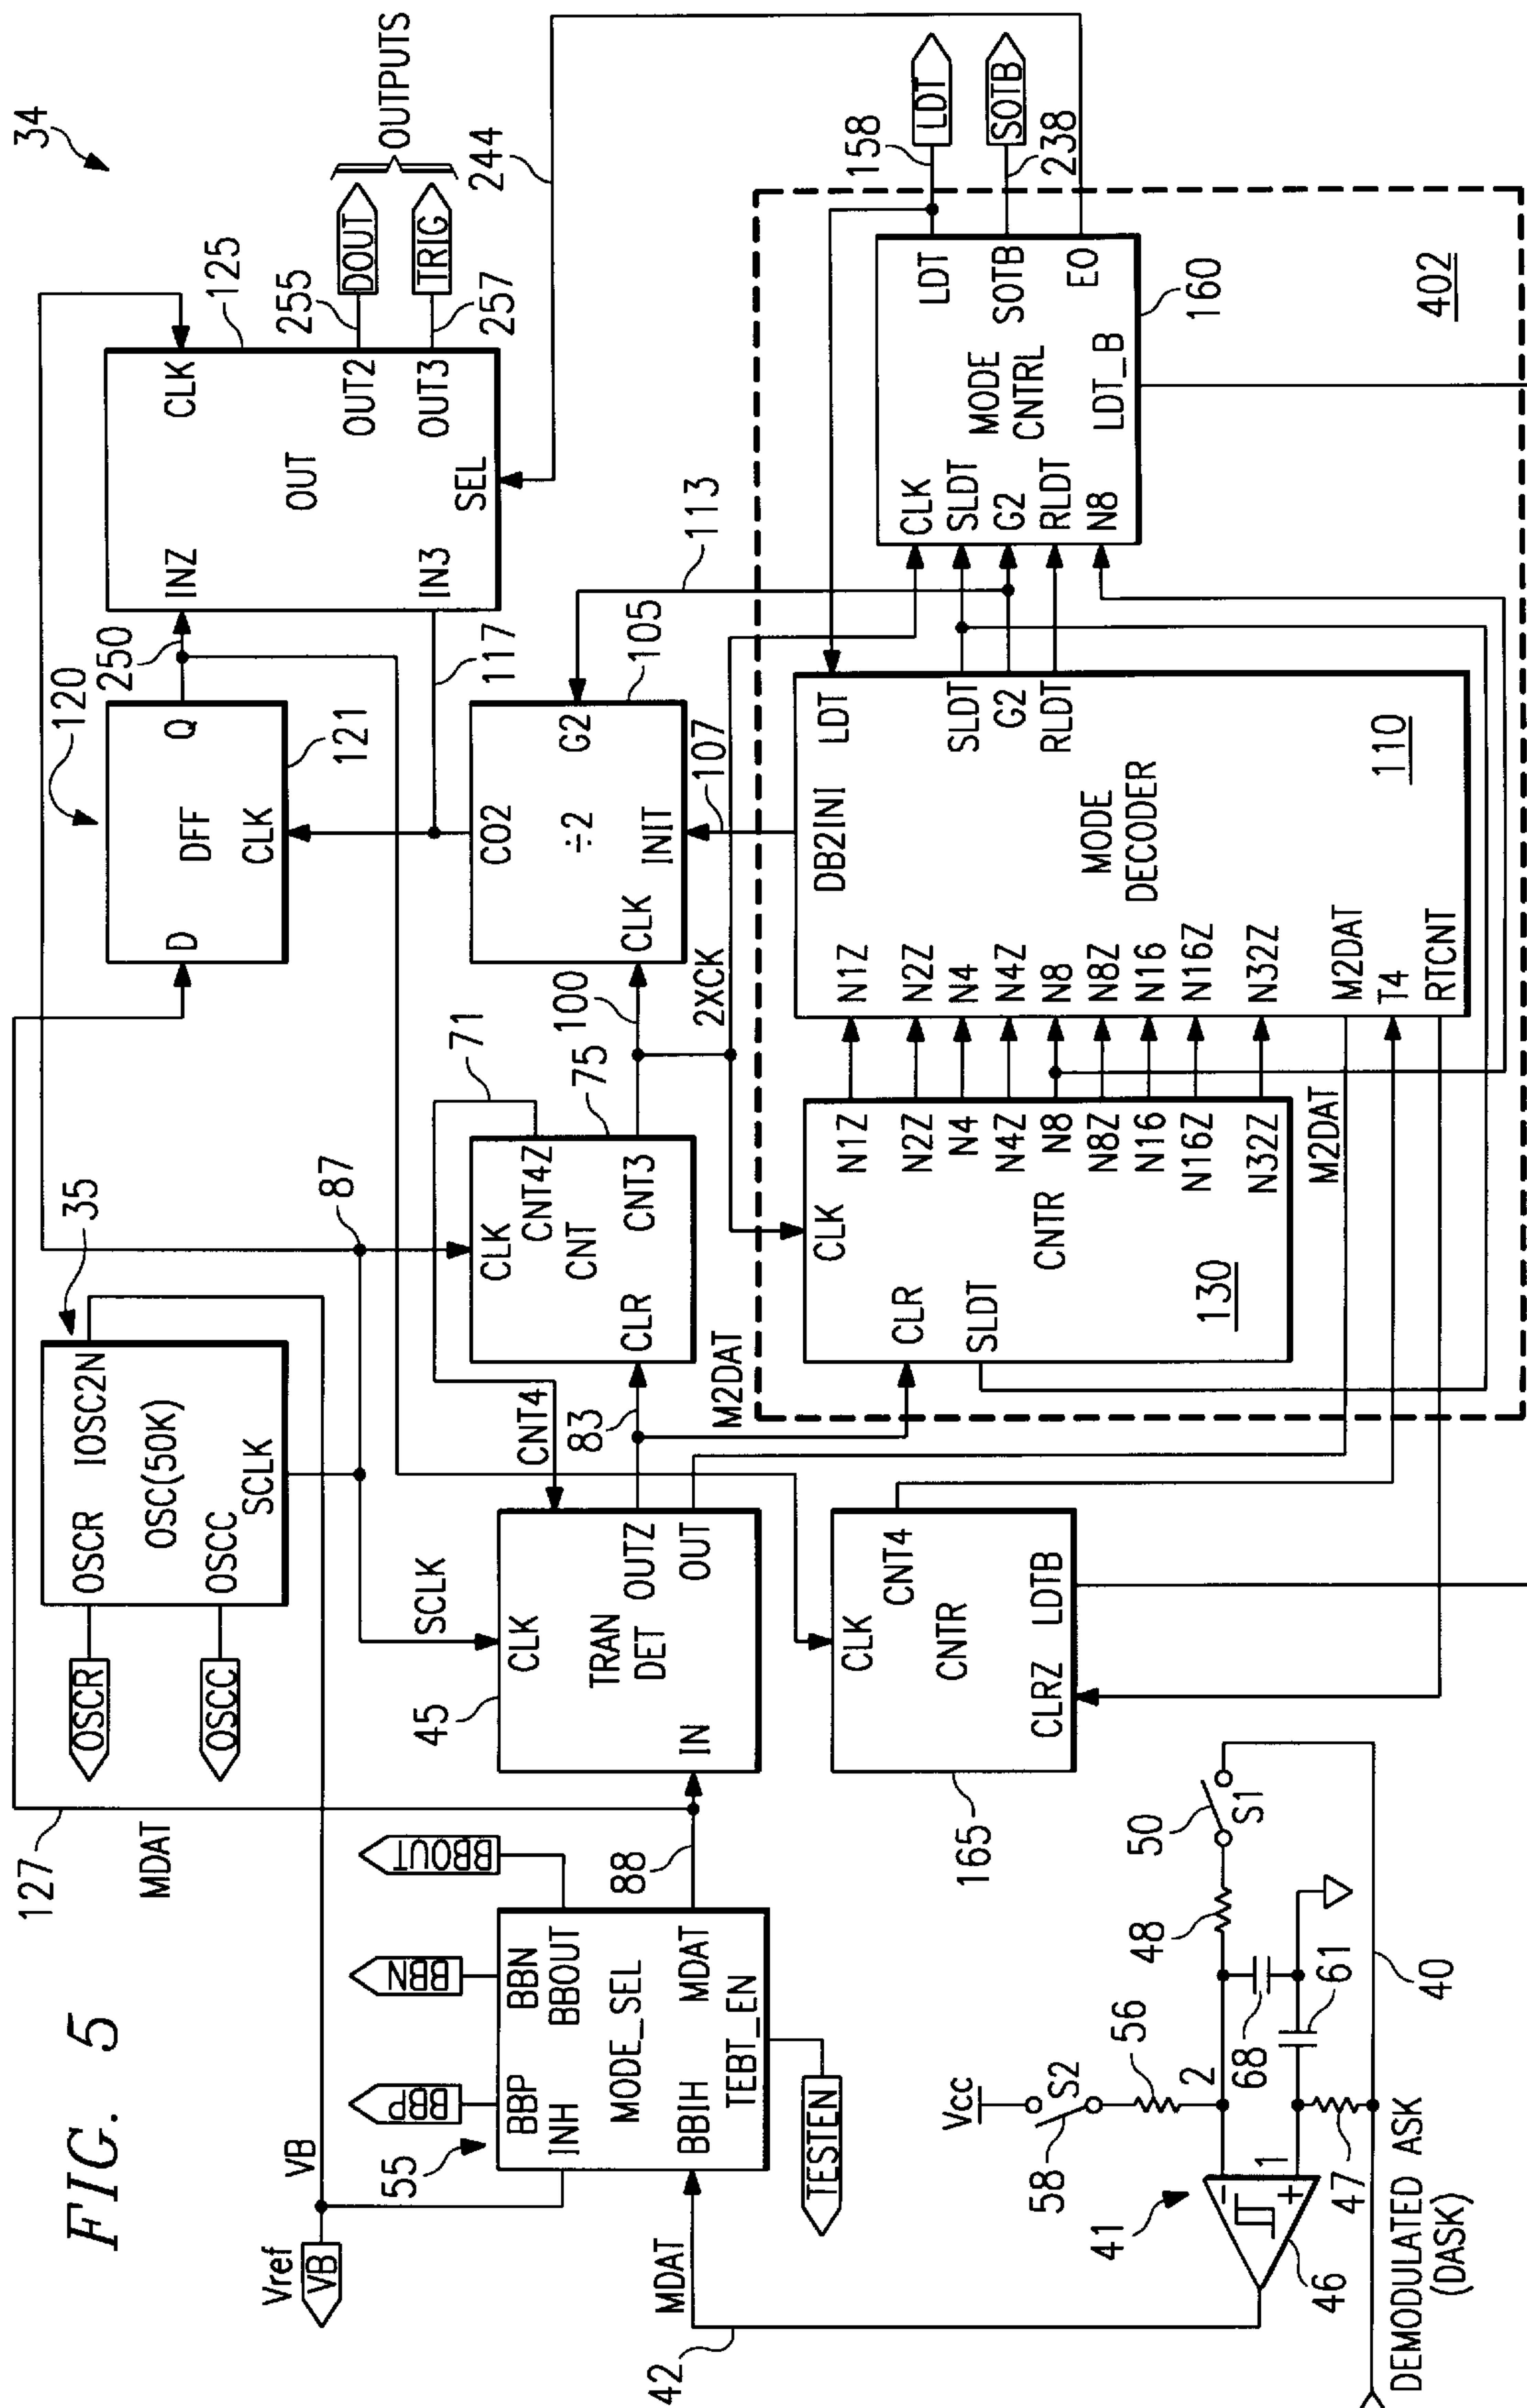 FIG. 5
34
Vref
VB
VB
127
MDAT
OSCR
OSCC
OSCR
IOSC2N
OSC(50K)
OSCC
SCLK
35
87
SCLK
120
D
Q
DFF
CLK
121
250
INZ
CLK
OUT
OUT2
IN3
OUT3
SEL
125
255
DOUT
257
TRIG
OUTPUTS
244
117
BBP
BBN
BBOUT
55
BBP
BBN
INH
BBOUT
MODE_SEL
BBIH
MDAT
TEBT_EN
TESTEN
MDAT
42
88
45
CLK
TRAN
DET
OUTZ
OUT
IN
CNT4
83
M2DAT
71
CLK
CNT4Z
CNT
CLR
CNT3
75
100
2XCK
CO2
G2
÷2
CLK
INIT
105
107
113
165
CLK
CNT4
CNTR
CLRZ
LDTB
CLK
CLR
SLDT
CNTR
130
N1Z
N2Z
N4
N4Z
N8
N8Z
N16
N16Z
N32Z
M2DAT
N1Z
N2Z
N4
N4Z
N8
N8Z
N16
N16Z
N32Z
M2DAT
T4
RTCNT
DB2INI
LDT
SLDT
G2
RLDT
MODE
DECODER
110
CLK
SLDT
G2
RLDT
N8
MODE
CNTRL
LDT
SOTB
EO
LDT_B
160
402
158
LDT
238
SOTB
Vcc
S2
58
56
2
68
61
48
50
S1
40
41
1
47
46
DEMODULATED ASK
(DASK)